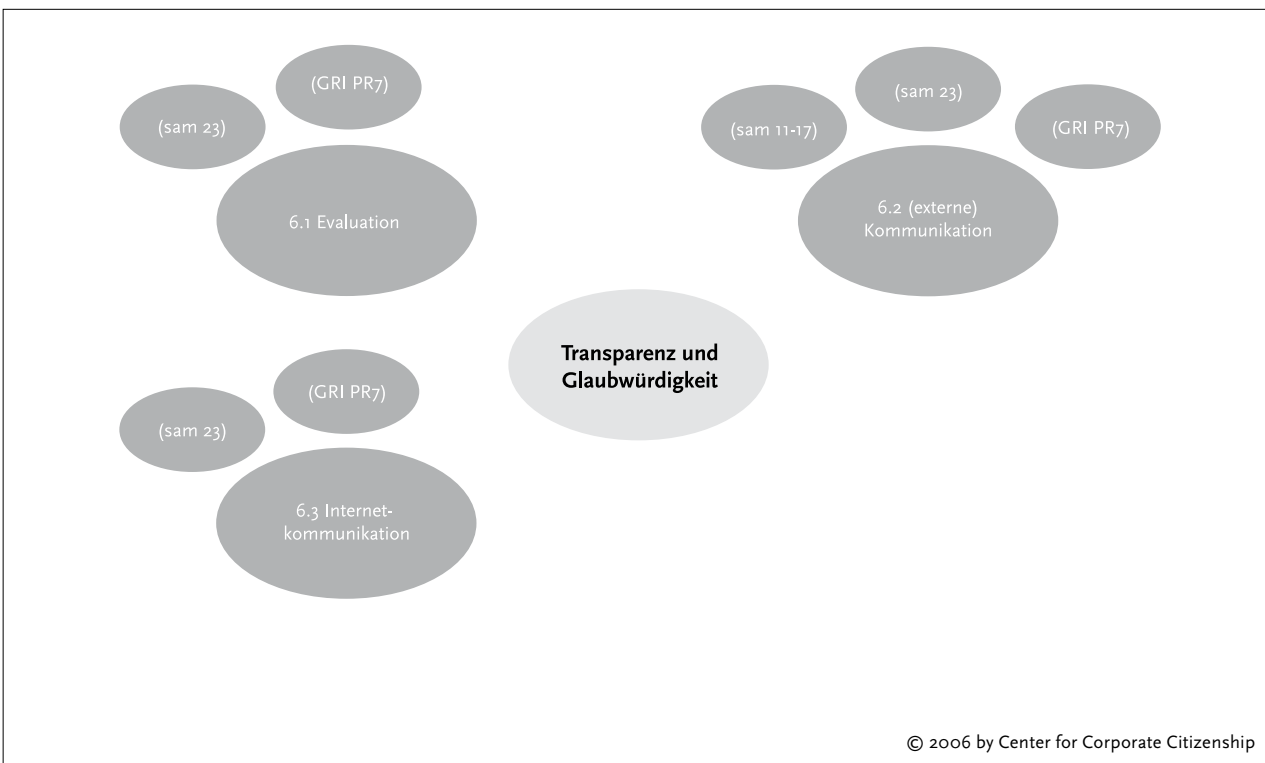 (GRI PR7)
(sam 23)
6.1 Evaluation
(sam 23)
(sam 11-17)
(GRI PR7)
6.2 (externe)
Kommunikation
Transparenz und
Glaubwürdigkeit
(GRI PR7)
(sam 23)
6.3 Internet-
kommunikation
© 2006 by Center for Corporate Citizenship